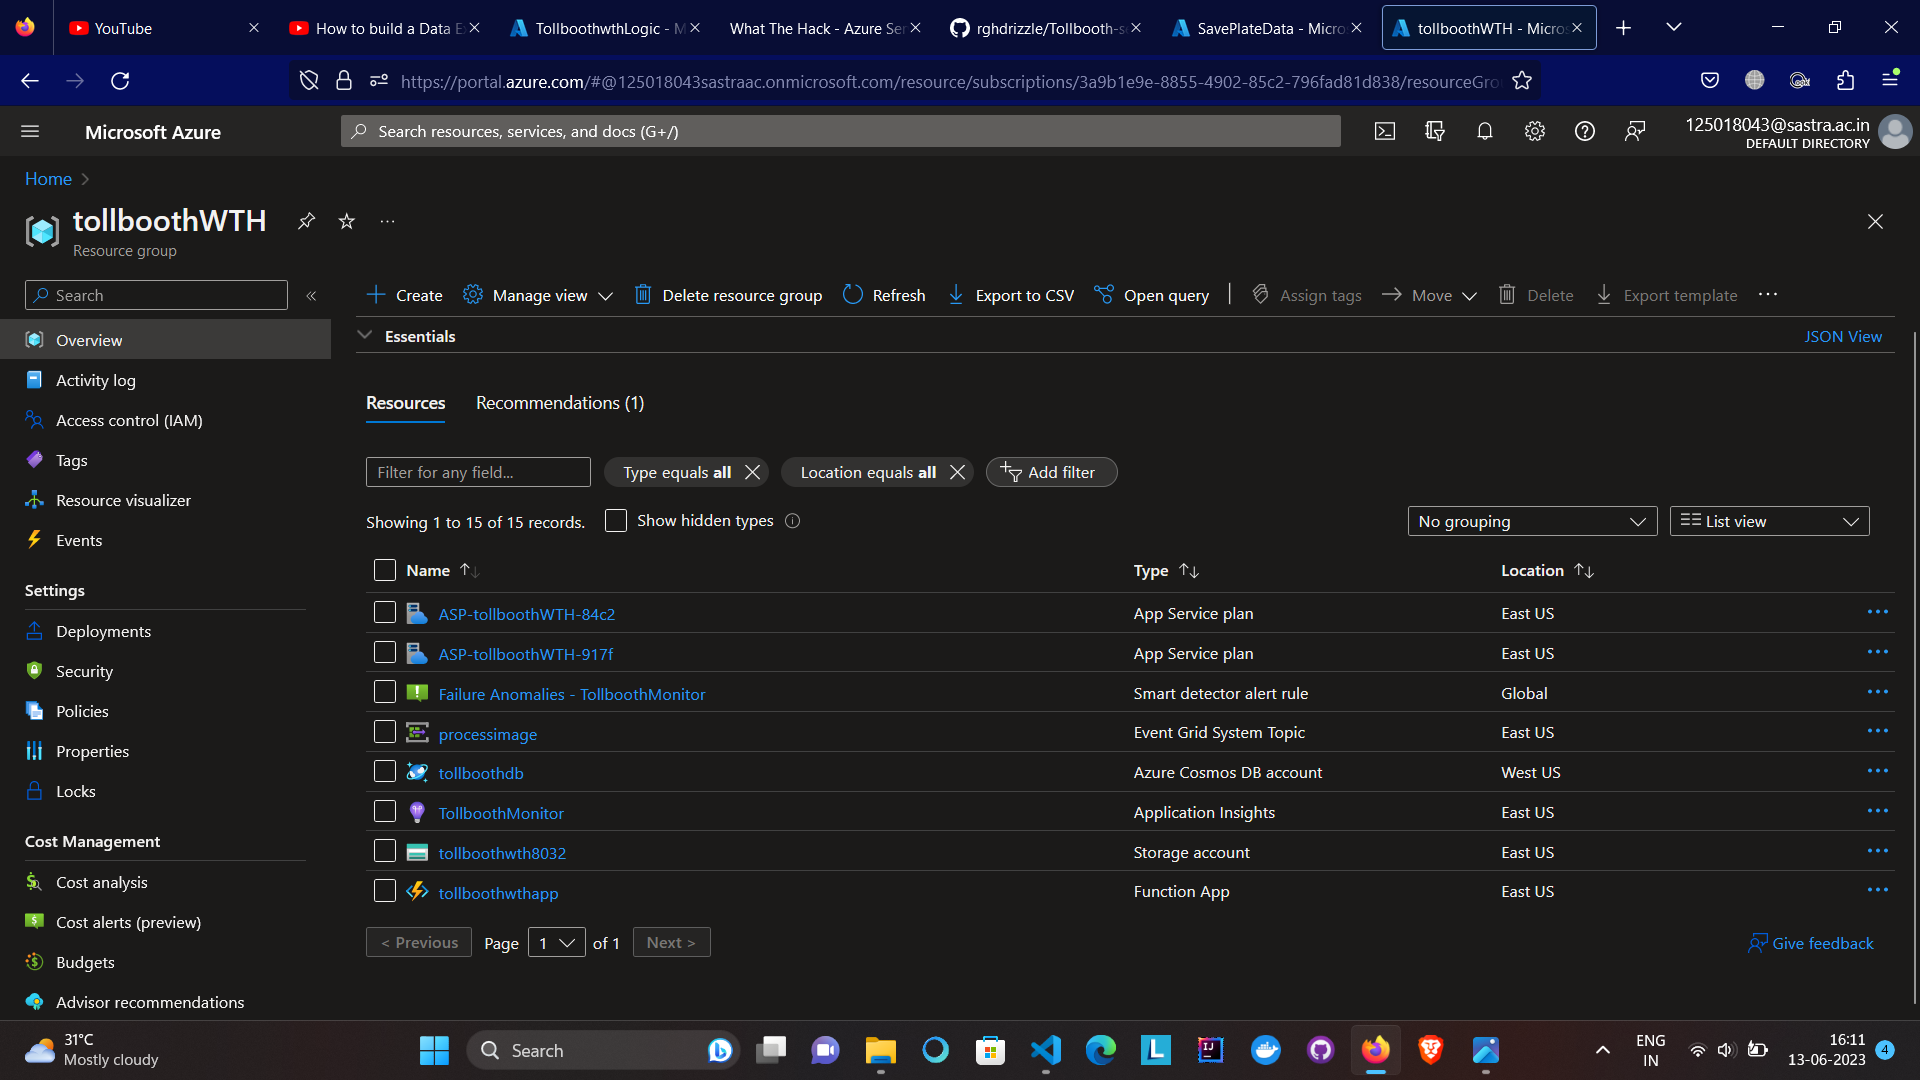 YouTube
How to build a Data E
TollboothwthLogic - M
What The Hack - Azure Ser
rghdrizzle/Tollbooth-s
SavePlateData - Micro
tollboothWTH - Micros
https://portal.azure.com/#@125018043sastraac.onmicrosoft.com/resource/subscriptions/3a9b1e9e-8855-4902-85c2-796fad81d838/resourceGro
Microsoft Azure
Search resources, services, and docs (G+/)
125018043@sastra.ac.in
DEFAULT DIRECTORY
Home
tollboothWTH
Resource group
Search
Create
Manage view
Delete resource group
Refresh
Export to CSV
Open query
Assign tags
Move
Delete
Export template
Overview
Activity log
Access control (IAM)
Tags
Resource visualizer
Events
Settings
Deployments
Security
Policies
Properties
Locks
Cost Management
Cost analysis
Cost alerts (preview)
Budgets
Advisor recommendations
Essentials
JSON View
Resources
Recommendations (1)
Filter for any field...
Type equals all
Location equals all
Add filter
Showing 1 to 15 of 15 records.
Show hidden types
No grouping
List view
Name Type Location
ASP-tollboothWTH-84c2 App Service plan East US
ASP-tollboothWTH-917f App Service plan East US
Failure Anomalies - TollboothMonitor Smart detector alert rule Global
processimage Event Grid System Topic East US
tollboothdb Azure Cosmos DB account West US
TollboothMonitor Application Insights East US
tollboothwth8032 Storage account East US
tollboothwthapp Function App East US
< Previous Page 1 of 1 Next >
Give feedback
31°C
Mostly cloudy
Search
ENG
IN
16:11
13-06-2023
4